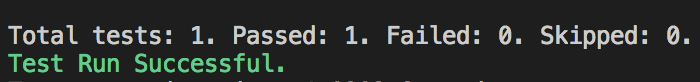 Total tests: 1. Passed: 1. Failed: 0. Skipped: 0.
Test Run Successful.